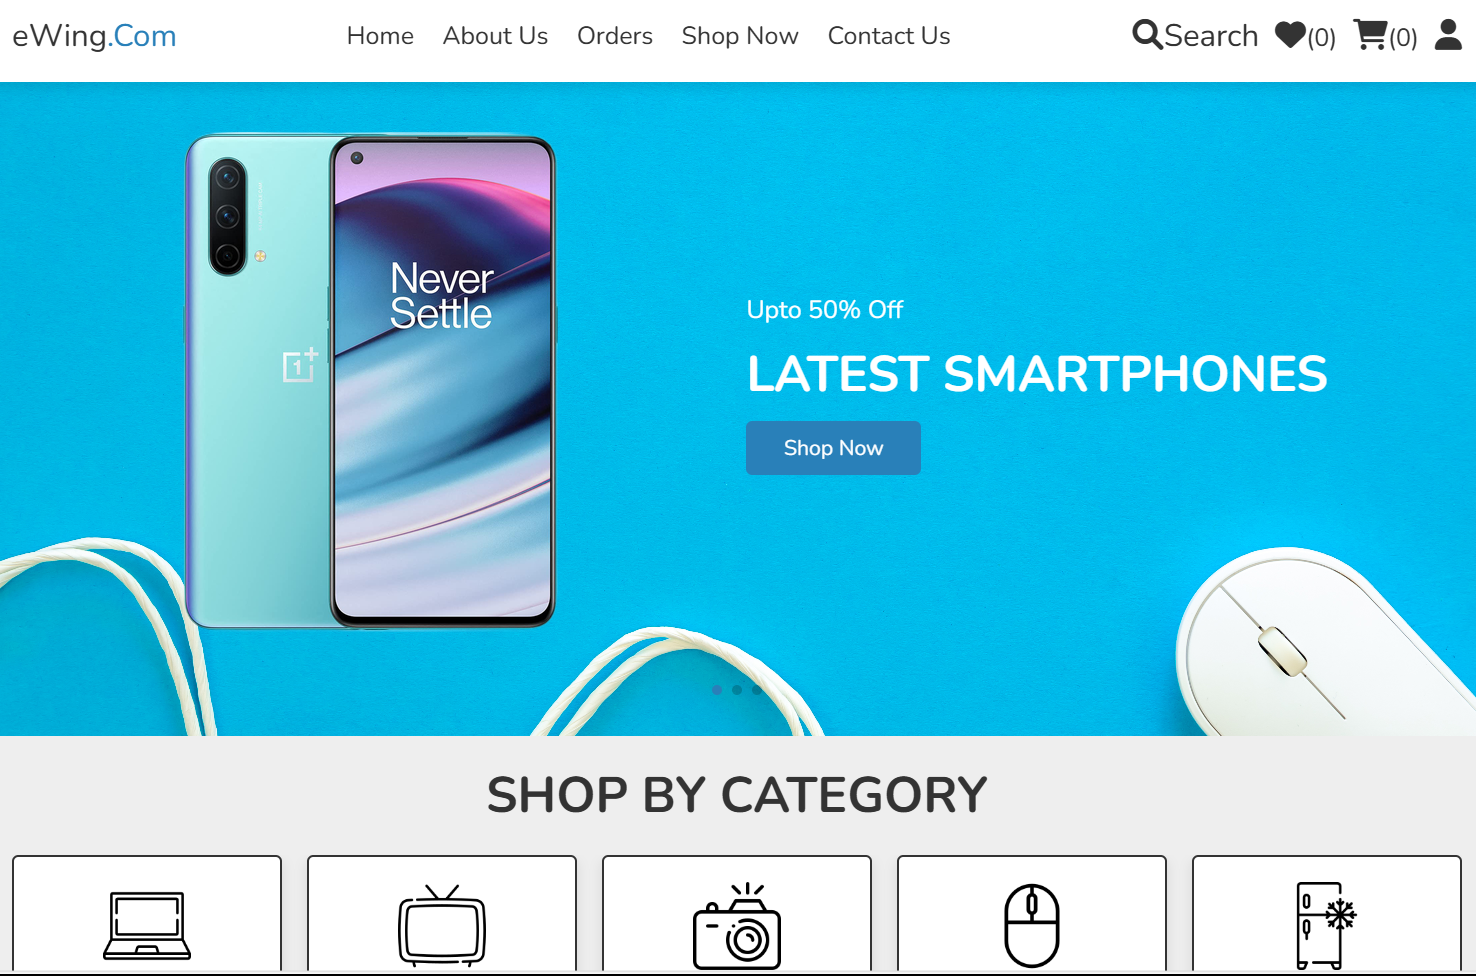 eWing.Com
Home About Us Orders Shop Now Contact Us
Search (0) (0)
Never
Settle
1+
Upto 50% Off
LATEST SMARTPHONES
Shop Now
SHOP BY CATEGORY